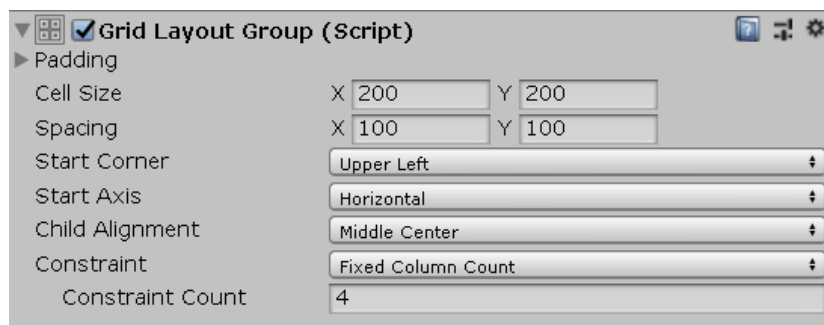 Grid Layout Group (Script)
Padding
Cell Size X 200 Y 200
Spacing X 100 Y 100
Start Corner Upper Left
Start Axis Horizontal
Child Alignment Middle Center
Constraint Fixed Column Count
Constraint Count 4